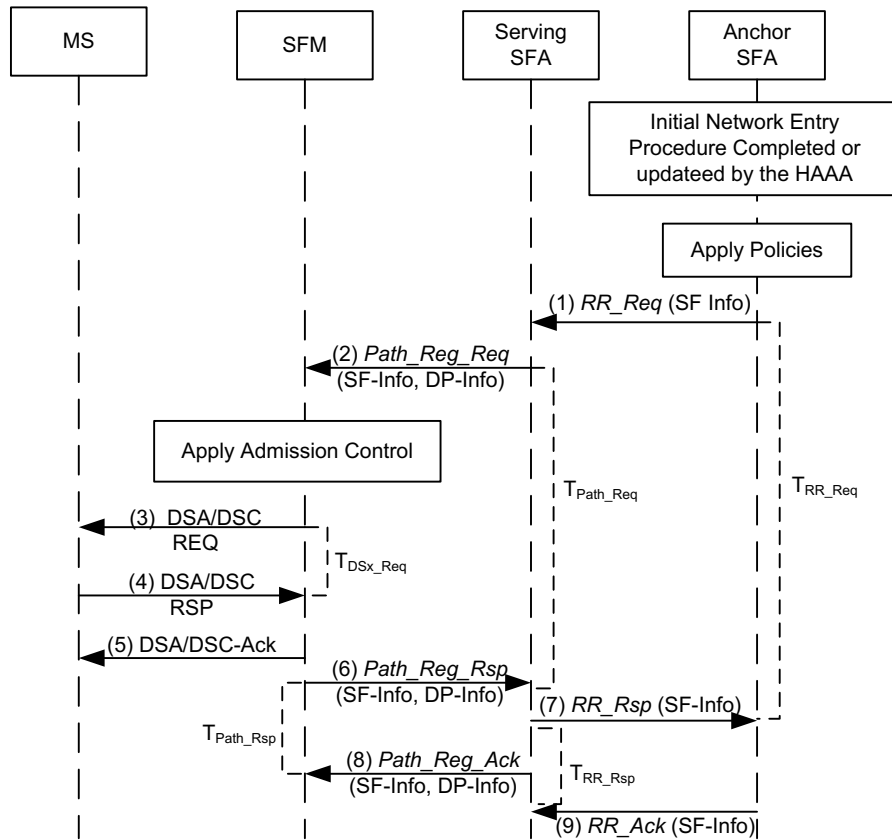 MS
SFM
Serving
SFA
Anchor
SFA
Initial Network Entry
Procedure Completed or
updateed by the HAAA
Apply Policies
(1) RR_Req (SF Info)
(2) Path_Reg_Req
(SF-Info, DP-Info)
Apply Admission Control
TPath_Req
TRR_Req
(3) DSA/DSC
REQ
TDSx_Req
(4) DSA/DSC
RSP
(5) DSA/DSC-Ack
(6) Path_Reg_Rsp
(SF-Info, DP-Info)
(7) RR_Rsp (SF-Info)
TPath_Rsp
(8) Path_Reg_Ack
(SF-Info, DP-Info)
TRR_Rsp
(9) RR_Ack (SF-Info)